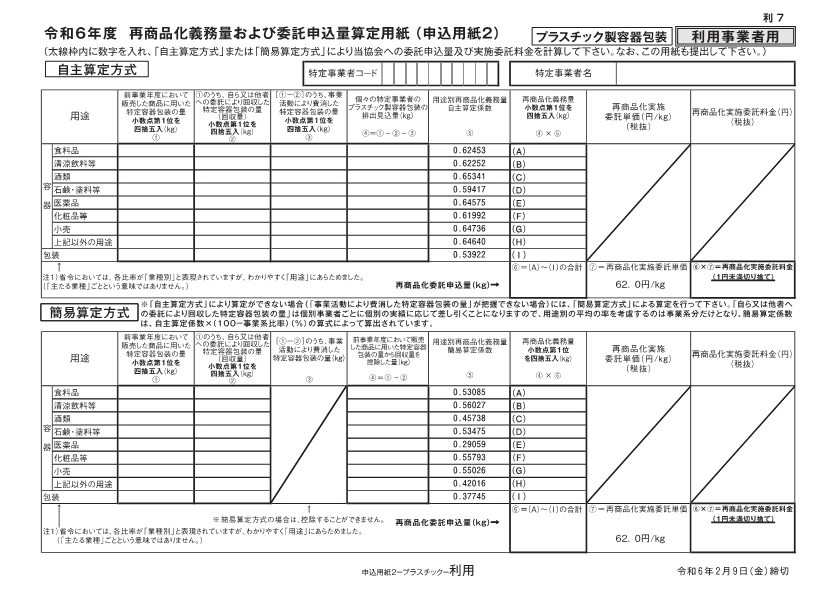 利 7
令和6年度 再商品化義務量および委託申込量算定用紙（申込用紙2）
プラスチック製容器包装
利用事業者用
（太線枠内に数字を入れ、「自主算定方式」または「簡易算定方式」により当協会への委託申込量及び実施委託料金を計算して下さい。なお、この用紙も提出して下さい。）
自主算定方式
特定事業者コード
特定事業者名
用途
前事業年度において販売した商品に用いた特定容器包装の量
小数点第1位を四捨五入(kg)
①
①のうち、自ら又は他者への委託により回収した特定容器包装の量（回収量）
小数点第1位を四捨五入(kg)
②
［①－②］のうち、事業活動により費消した特定容器包装の量
小数点第1位を四捨五入(kg)
③
個々の特定事業者のプラスチック製容器包装の排出見込量(kg)
④＝①－②－③
用途別再商品化義務量自主算定係数
⑤
再商品化義務量
小数点第1位を四捨五入(kg)
④×⑤
再商品化実施委託単価(円/kg)
(税抜)
再商品化実施委託料金(円)
(税抜)
容器
食料品 0.62453 (A)
清涼飲料等 0.62252 (B)
酒類 0.65341 (C)
石鹸・塗料等 0.59417 (D)
医薬品 0.64575 (E)
化粧品等 0.61992 (F)
小売 0.64736 (G)
上記以外の用途 0.64640 (H)
包装 0.53922 (I)
注1)省令においては、各比率が「業種別」と表現されていますが、わかりやすく「用途」にあらためました。
（「主たる業種」ごとという意味ではありません。）
再商品化委託申込量(kg)→
⑥＝(A)～(I)の合計
⑦＝再商品化実施委託単価
62. 0円/kg
⑥×⑦＝再商品化実施委託料金
(1円未満切り捨て)
簡易算定方式
※「自主算定方式」により算定ができない場合（「事業活動により費消した特定容器包装の量」が把握できない場合）には、「簡易算定方式」による算定を行って下さい。「自ら又は他者への委託により回収した特定容器包装の量」は個別事業者ごとに個別の実績に応じて差し引くことになりますので、用途別の平均の率を考慮するのは事業系分だけとなり、簡易算定係数は、自主算定係数×(100－事業系比率)(%)の算式によって算出されています。
用途
前事業年度において販売した商品に用いた特定容器包装の量
小数点第1位を四捨五入(kg)
①
①のうち、自ら又は他者への委託により回収した特定容器包装の量（回収量）
小数点第1位を四捨五入(kg)
②
［①－②］のうち、事業活動により費消した特定容器包装の量(kg)
③
前事業年度において販売した商品に用いた特定容器包装の量から回収量を控除した量(kg)
④＝①－②
用途別再商品化義務量簡易算定係数
⑤
再商品化義務量
小数点第1位を四捨五入(kg)
④×⑤
再商品化実施委託単価(円/kg)
(税抜)
再商品化実施委託料金(円)
(税抜)
容器
食料品 0.53085 (A)
清涼飲料等 0.56027 (B)
酒類 0.45738 (C)
石鹸・塗料等 0.53475 (D)
医薬品 0.29059 (E)
化粧品等 0.55793 (F)
小売 0.55026 (G)
上記以外の用途 0.42016 (H)
包装 0.37745 (I)
※簡易算定方式の場合は、控除することができません。
注1)省令においては、各比率が「業種別」と表現されていますが、わかりやすく「用途」にあらためました。
（「主たる業種」ごとという意味ではありません。）
再商品化委託申込量(kg)→
⑥＝(A)～(I)の合計
⑦＝再商品化実施委託単価
62. 0円/kg
⑥×⑦＝再商品化実施委託料金
(1円未満切り捨て)
申込用紙2－プラスチック－利用
令和6年2月9日(金)締切